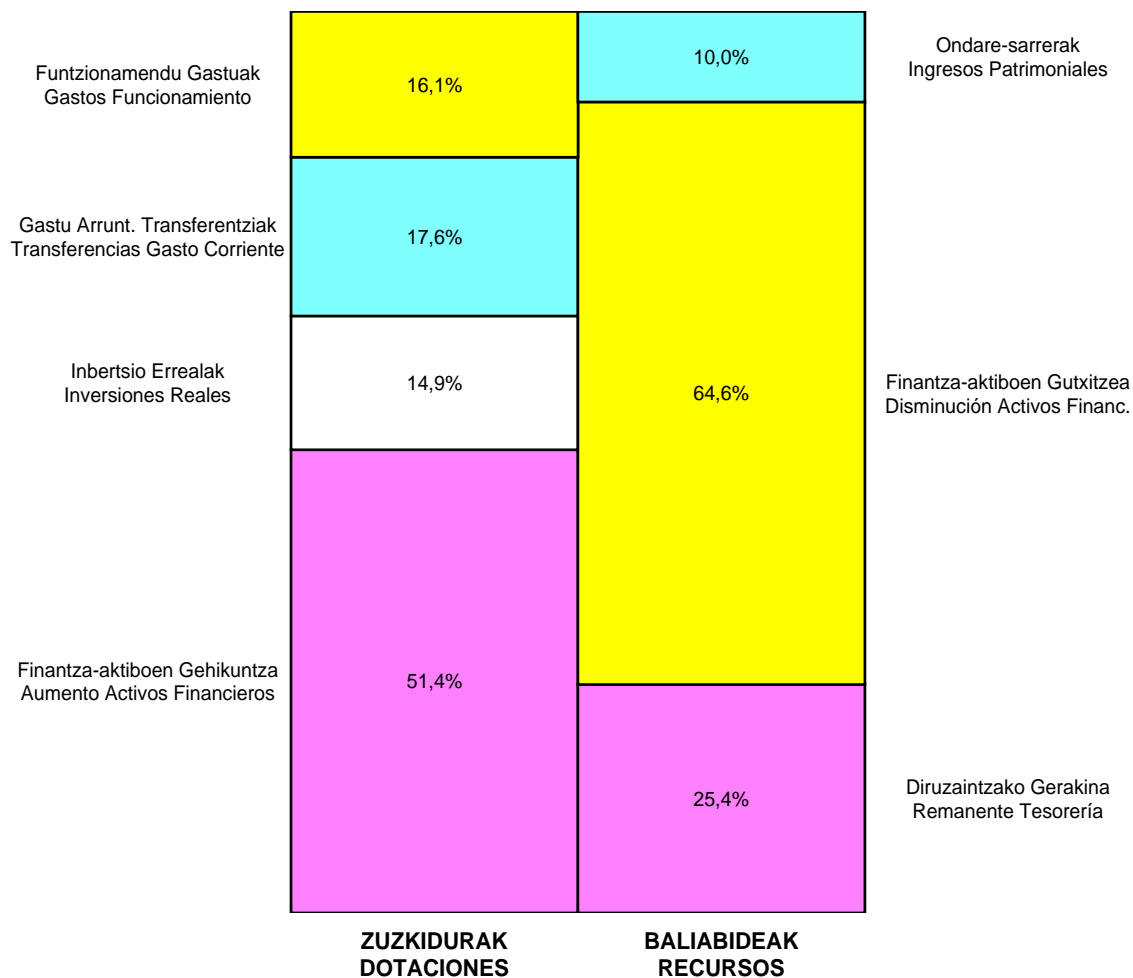 Funtzionamendu Gastuak
Gastos Funcionamiento
16,1%
10,0%
Ondare-sarrerak
Ingresos Patrimoniales
Gastu Arrunt. Transferentziak
Transferencias Gasto Corriente
17,6%
Inbertsio Errealak
Inversiones Reales
14,9%
64,6%
Finantza-aktiboen Gutxitzea
Disminución Activos Financ.
Finantza-aktiboen Gehikuntza
Aumento Activos Financieros
51,4%
25,4%
Diruzaintzako Gerakina
Remanente Tesorería
ZUZKIDURAK
DOTACIONES
BALIABIDEAK
RECURSOS